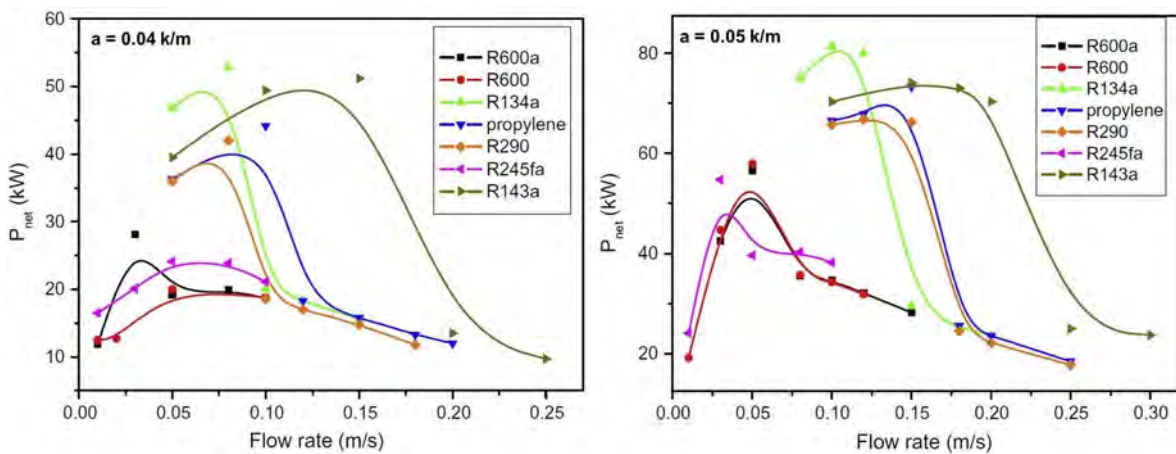 a = 0.04 k/m
R600a
R600
R134a
propylene
R290
R245fa
R143a
60
50
40
30
20
10
P_net (kW)
0.00 0.05 0.10 0.15 0.20 0.25
Flow rate (m/s)
a = 0.05 k/m
R600a
R600
R134a
propylene
R290
R245fa
R143a
80
60
40
20
P_net (kW)
0.00 0.05 0.10 0.15 0.20 0.25 0.30
Flow rate (m/s)